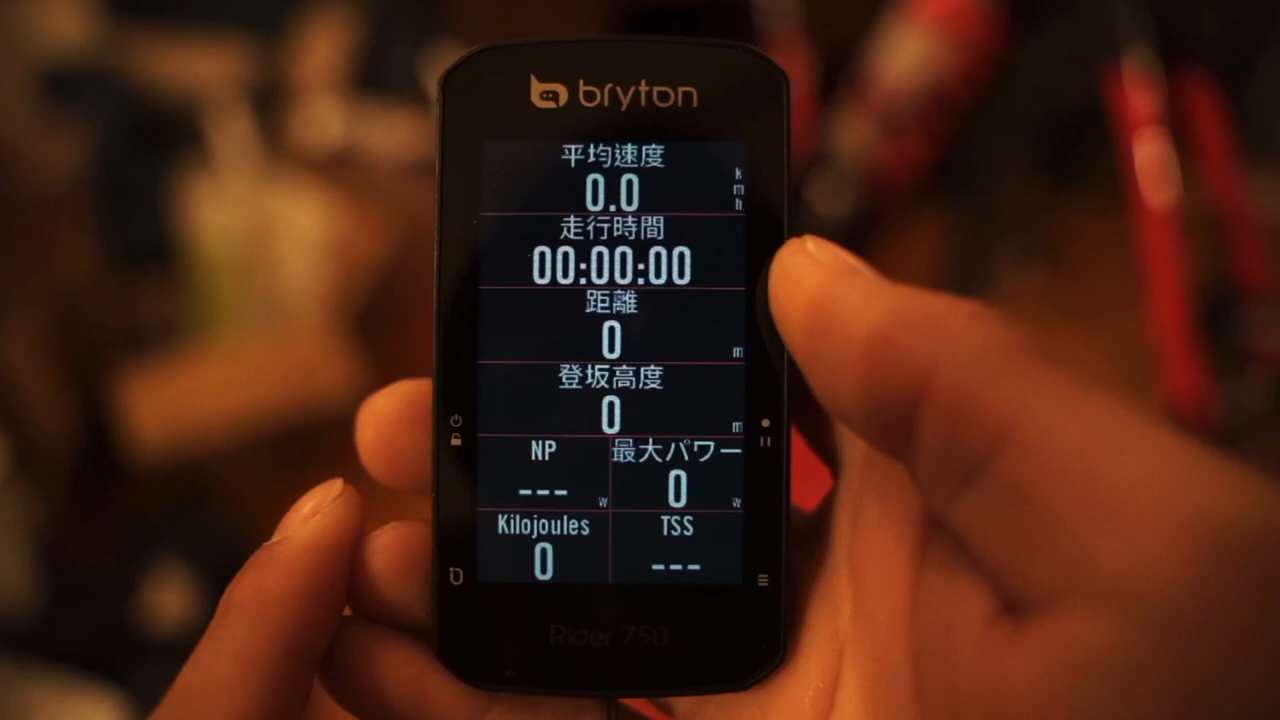 bryton
平均速度
0.0 kmh
走行時間
00:00:00
距離
0 m
登坂高度
0 m
NP 最大パワー
--- w 0 w
Kilojoules TSS
0 ---
Rider 750